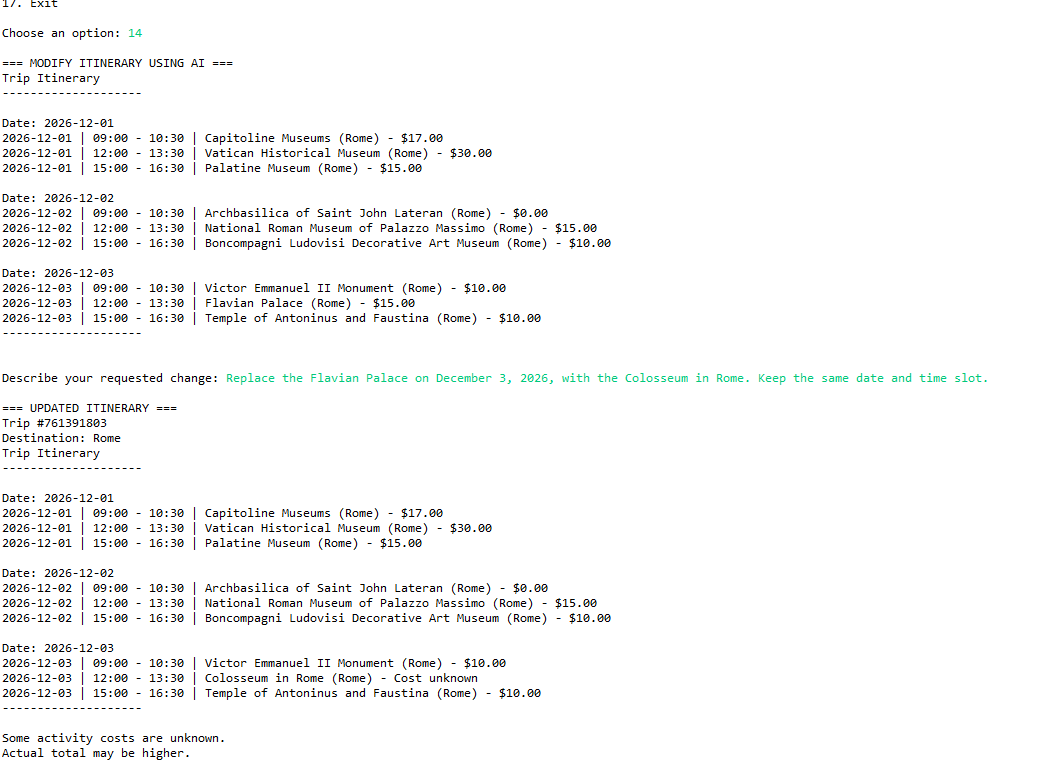 17. Exit
Choose an option: 14
=== MODIFY ITINERARY USING AI ===
Trip Itinerary
--------------------
Date: 2026-12-01
2026-12-01 | 09:00 - 10:30 | Capitoline Museums (Rome) - $17.00
2026-12-01 | 12:00 - 13:30 | Vatican Historical Museum (Rome) - $30.00
2026-12-01 | 15:00 - 16:30 | Palatine Museum (Rome) - $15.00
Date: 2026-12-02
2026-12-02 | 09:00 - 10:30 | Archbasilica of Saint John Lateran (Rome) - $0.00
2026-12-02 | 12:00 - 13:30 | National Roman Museum of Palazzo Massimo (Rome) - $15.00
2026-12-02 | 15:00 - 16:30 | Boncompagni Ludovisi Decorative Art Museum (Rome) - $10.00
Date: 2026-12-03
2026-12-03 | 09:00 - 10:30 | Victor Emmanuel II Monument (Rome) - $10.00
2026-12-03 | 12:00 - 13:30 | Flavian Palace (Rome) - $15.00
2026-12-03 | 15:00 - 16:30 | Temple of Antoninus and Faustina (Rome) - $10.00
--------------------
Describe your requested change: Replace the Flavian Palace on December 3, 2026, with the Colosseum in Rome. Keep the same date and time slot.
=== UPDATED ITINERARY ===
Trip #761391803
Destination: Rome
Trip Itinerary
--------------------
Date: 2026-12-01
2026-12-01 | 09:00 - 10:30 | Capitoline Museums (Rome) - $17.00
2026-12-01 | 12:00 - 13:30 | Vatican Historical Museum (Rome) - $30.00
2026-12-01 | 15:00 - 16:30 | Palatine Museum (Rome) - $15.00
Date: 2026-12-02
2026-12-02 | 09:00 - 10:30 | Archbasilica of Saint John Lateran (Rome) - $0.00
2026-12-02 | 12:00 - 13:30 | National Roman Museum of Palazzo Massimo (Rome) - $15.00
2026-12-02 | 15:00 - 16:30 | Boncompagni Ludovisi Decorative Art Museum (Rome) - $10.00
Date: 2026-12-03
2026-12-03 | 09:00 - 10:30 | Victor Emmanuel II Monument (Rome) - $10.00
2026-12-03 | 12:00 - 13:30 | Colosseum in Rome (Rome) - Cost unknown
2026-12-03 | 15:00 - 16:30 | Temple of Antoninus and Faustina (Rome) - $10.00
--------------------
Some activity costs are unknown.
Actual total may be higher.